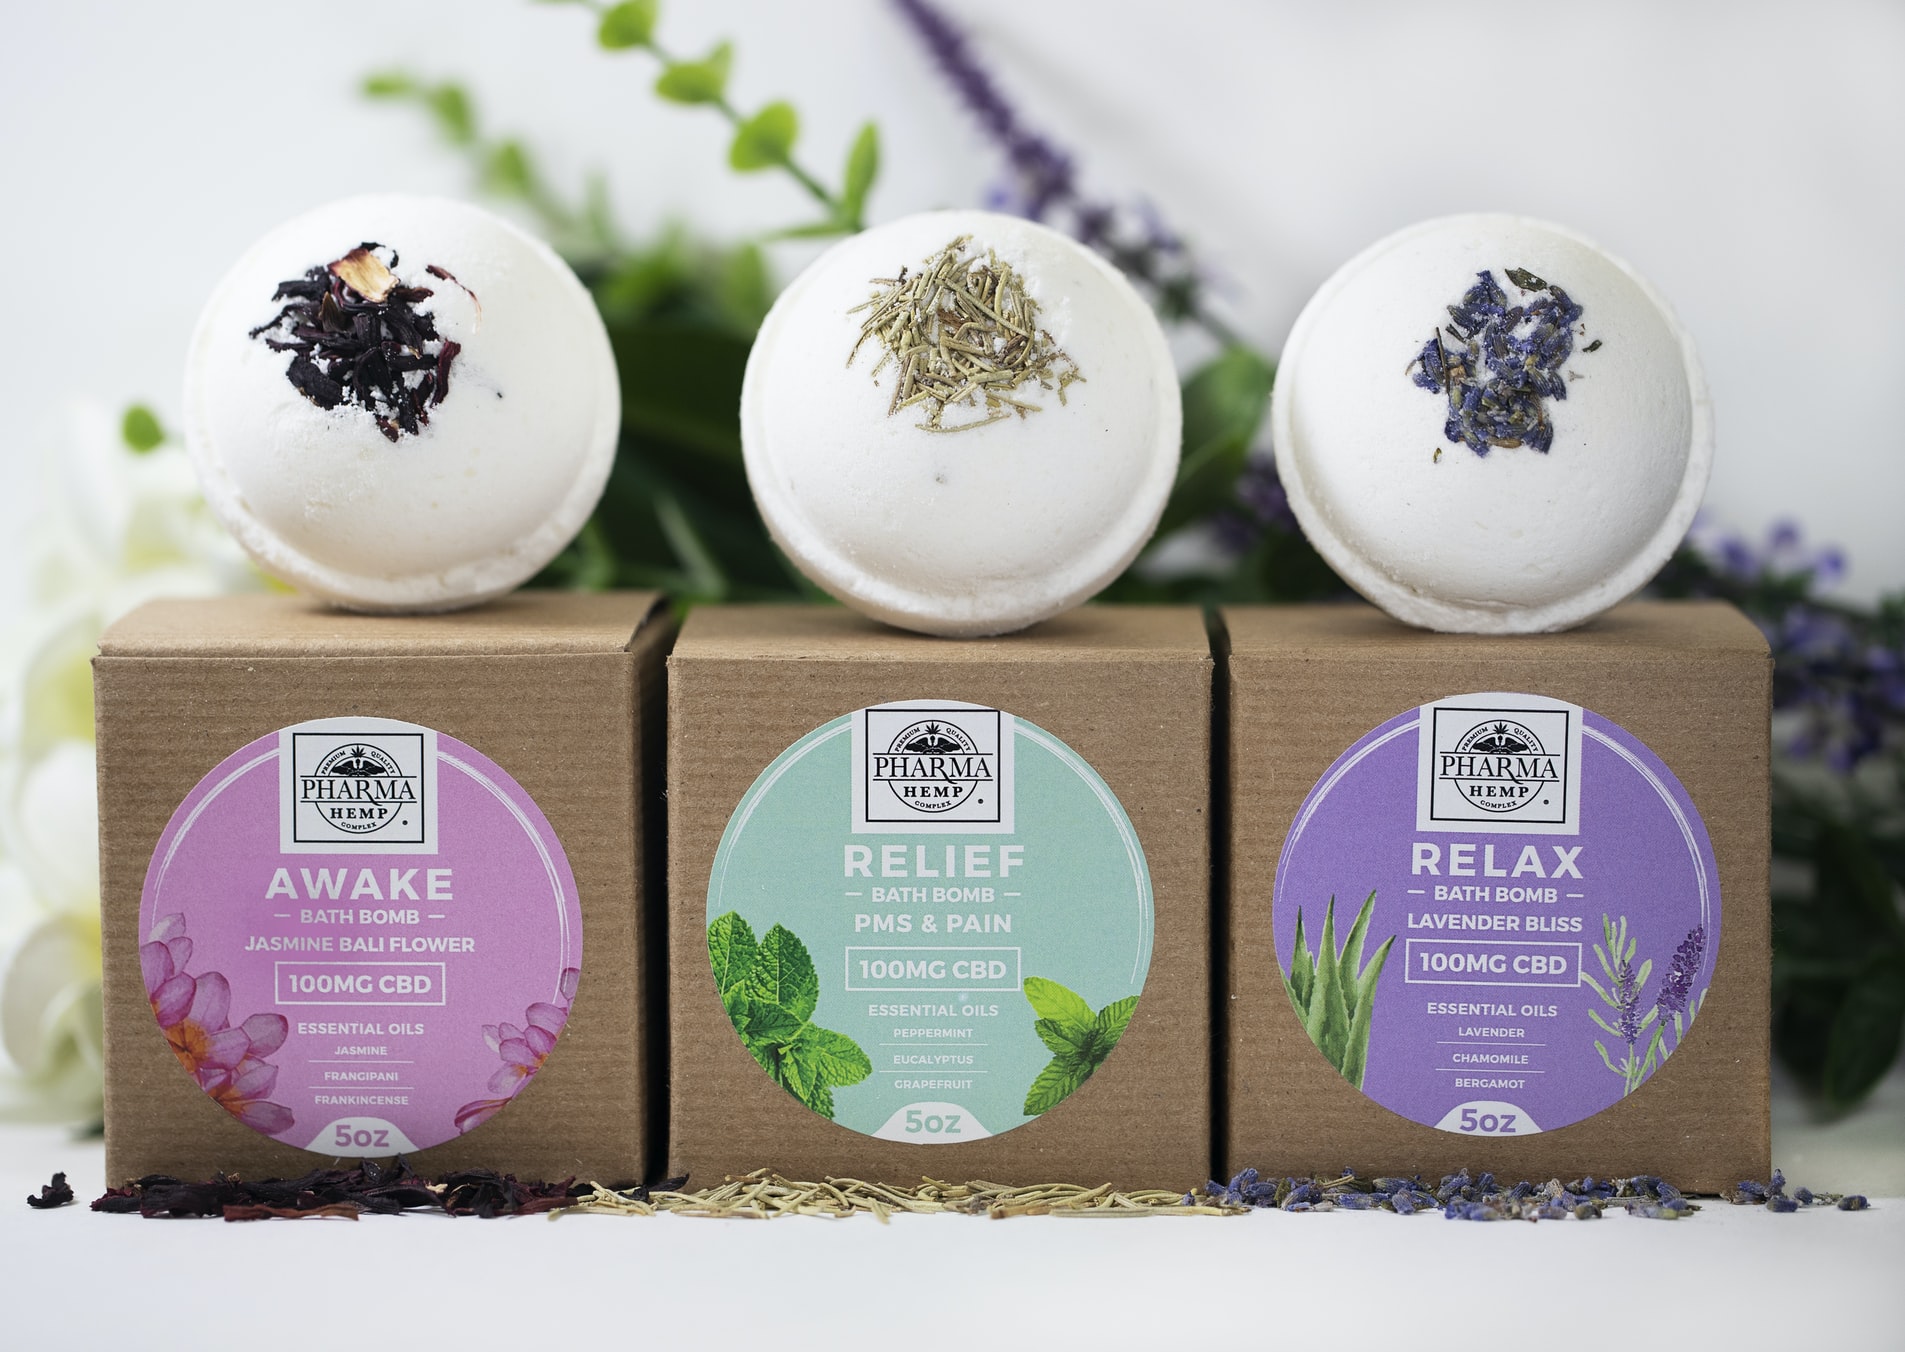 PREMIUM QUALITY
PHARMA
HEMP
COMPLEX
AWAKE
BATH BOMB
JASMINE BALI FLOWER
100MG CBD
ESSENTIAL OILS
JASMINE
FRANGIPANI
FRANKINCENSE
5oz
PREMIUM QUALITY
PHARMA
HEMP
COMPLEX
RELIEF
BATH BOMB
PMS & PAIN
100MG CBD
ESSENTIAL OILS
PEPPERMINT
EUCALYPTUS
GRAPEFRUIT
5oz
PREMIUM QUALITY
PHARMA
HEMP
COMPLEX
RELAX
BATH BOMB
LAVENDER BLISS
100MG CBD
ESSENTIAL OILS
LAVENDER
CHAMOMILE
BERGAMOT
5oz